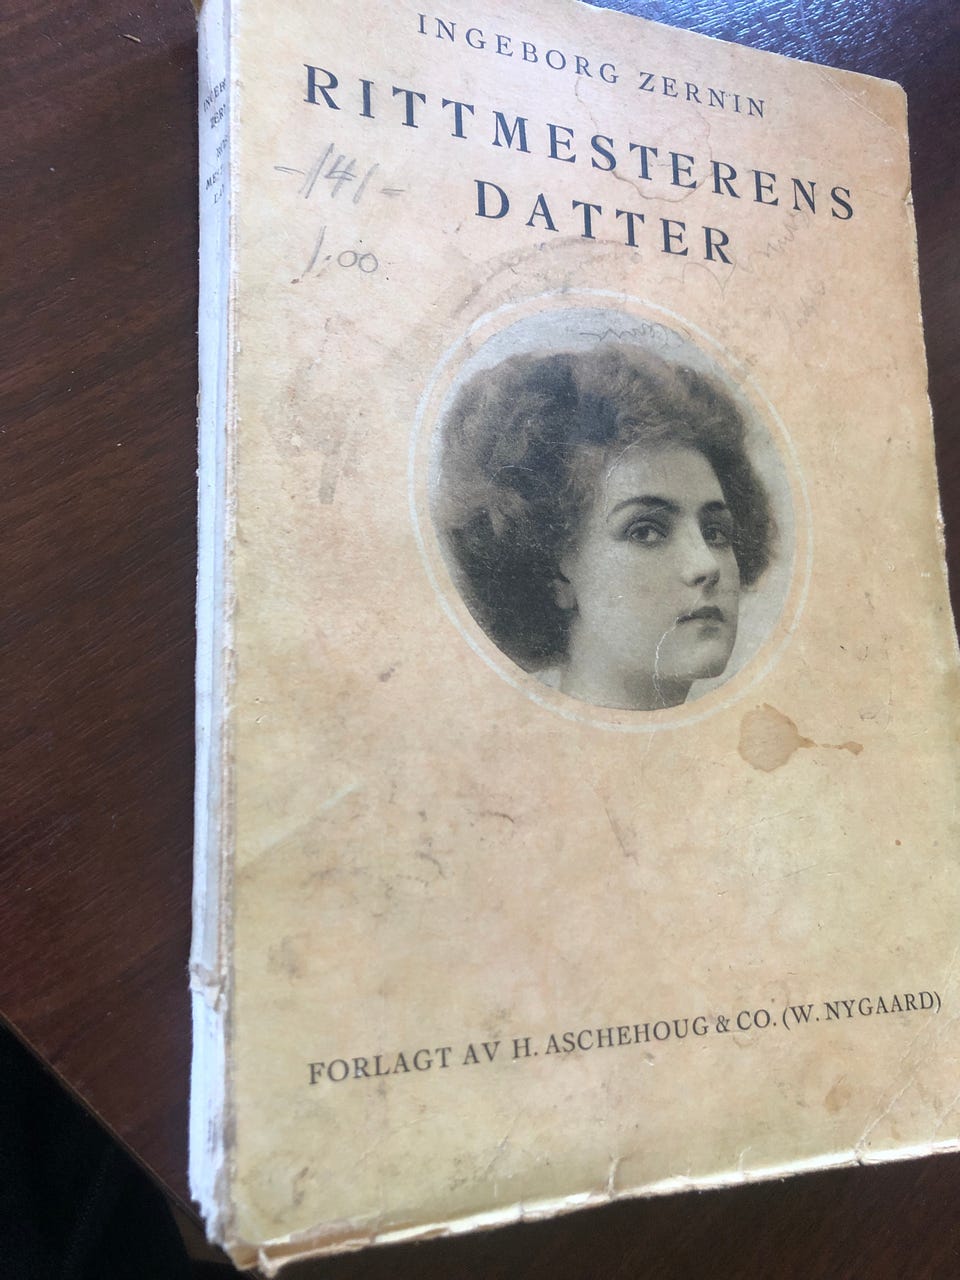 INGEBORG ZERNIN
RITTMESTERENS
DATTER
-141-
1.00
FORLAGT AV H. ASCHEHOUG & CO. (W. NYGAARD)